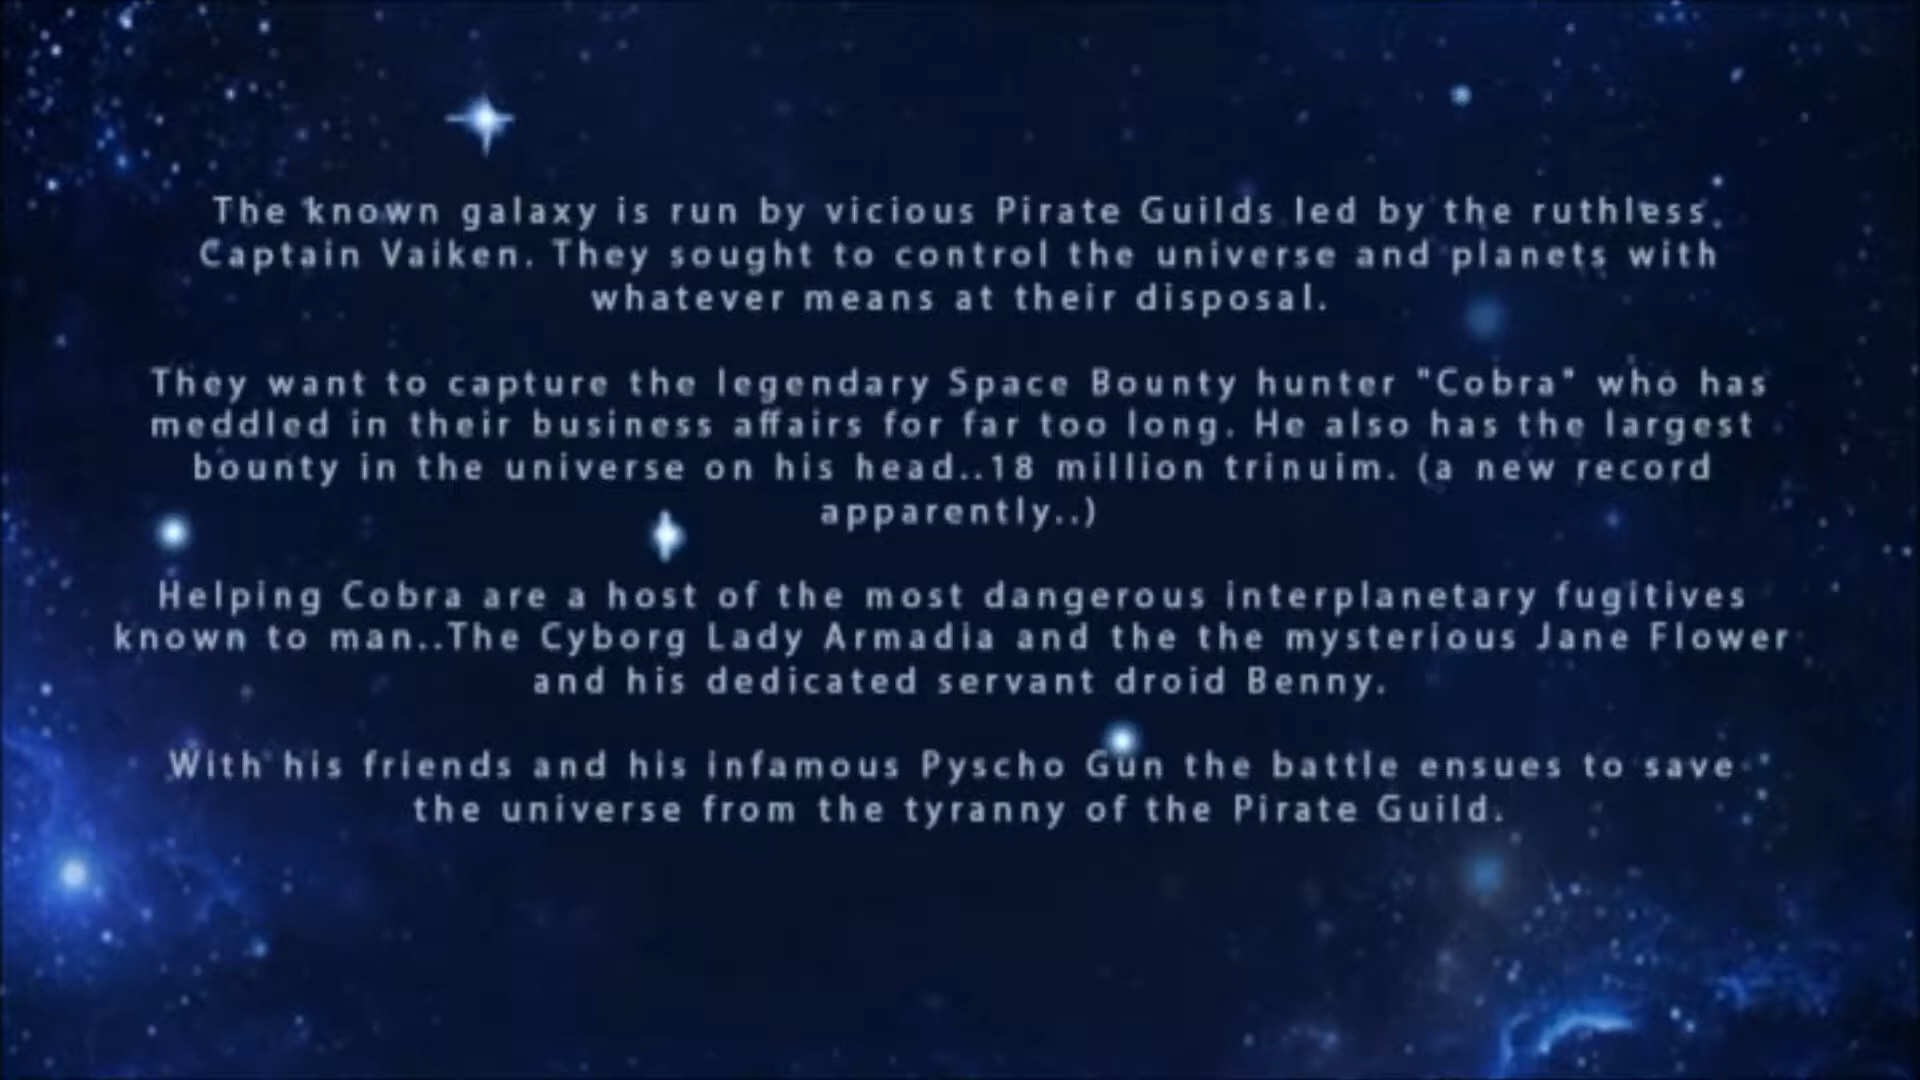 The known galaxy is run by vicious Pirate Guilds led by the ruthless.
Captain Vaiken. They sought to control the universe and planets with
whatever means at their disposal.
They want to capture the legendary Space Bounty hunter "Cobra" who has
meddled in their business affairs for far too long. He also has the largest
bounty in the universe on his head..18 million trinuim. (a new record
apparently..)
Helping Cobra are a host of the most dangerous interplanetary fugitives
known to man..The Cyborg Lady Armadia and the the mysterious Jane Flower
and his dedicated servant droid Benny.
With his friends and his infamous Pyscho Gun the battle ensues to save
the universe from the tyranny of the Pirate Guild.